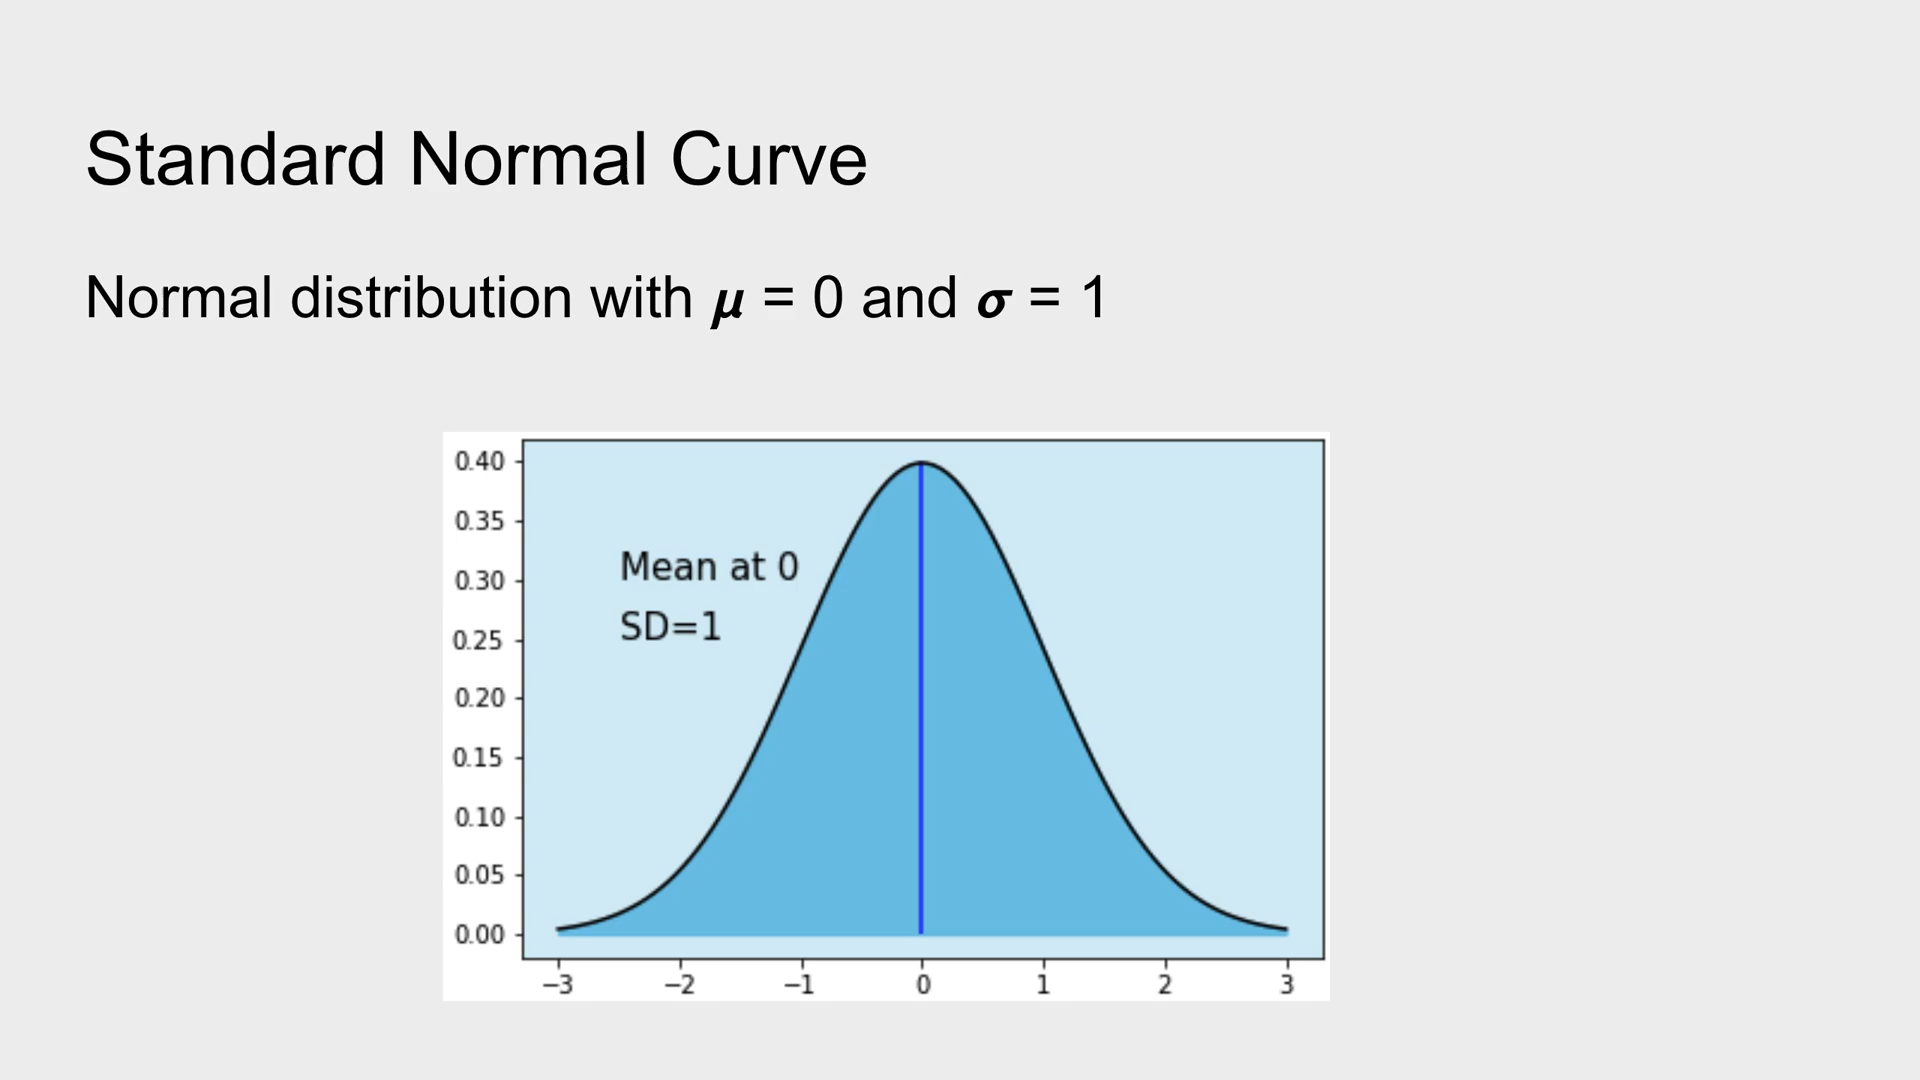 Standard Normal Curve
Normal distribution with 𝝁 = 0 and 𝝈 = 1
0.40
0.35
Mean at 0
0.30
SD=1
0.25
0.20
0.15
0.10
0.05
0.00
−3 −2 −1 0 1 2 3